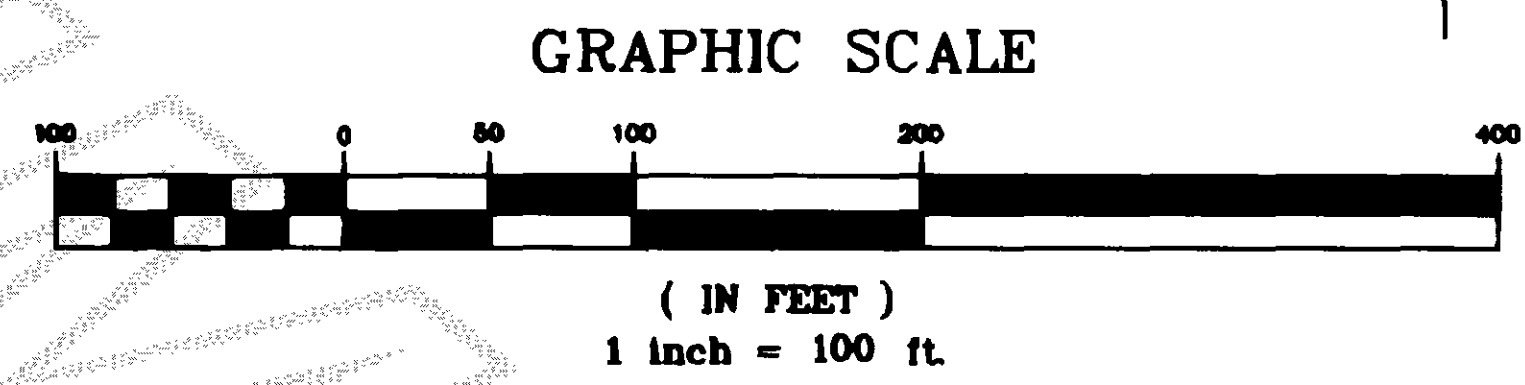 GRAPHIC SCALE
100 0 50 100 200 400
( IN FEET )
1 inch = 100 ft.